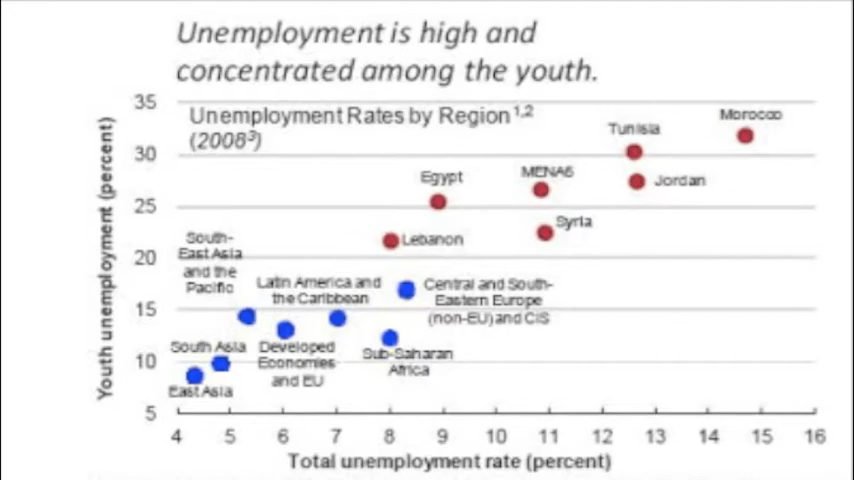 Unemployment is high and
concentrated among the youth.
Unemployment Rates by Region 1,2
(2008³)
Youth unemployment (percent)
35
30
25
20
15
10
5
Morocco
Tunisia
Jordan
MENA6
Egypt
Syria
Lebanon
South-
East Asia
and the
Pacific
Latin America and
the Caribbean
Central and South-
Eastern Europe
(non-EU) and CIS
South Asia
Developed
Economies
and EU
Sub-Saharan
Africa
East Asia
4 5 6 7 8 9 10 11 12 13 14 15 16
Total unemployment rate (percent)